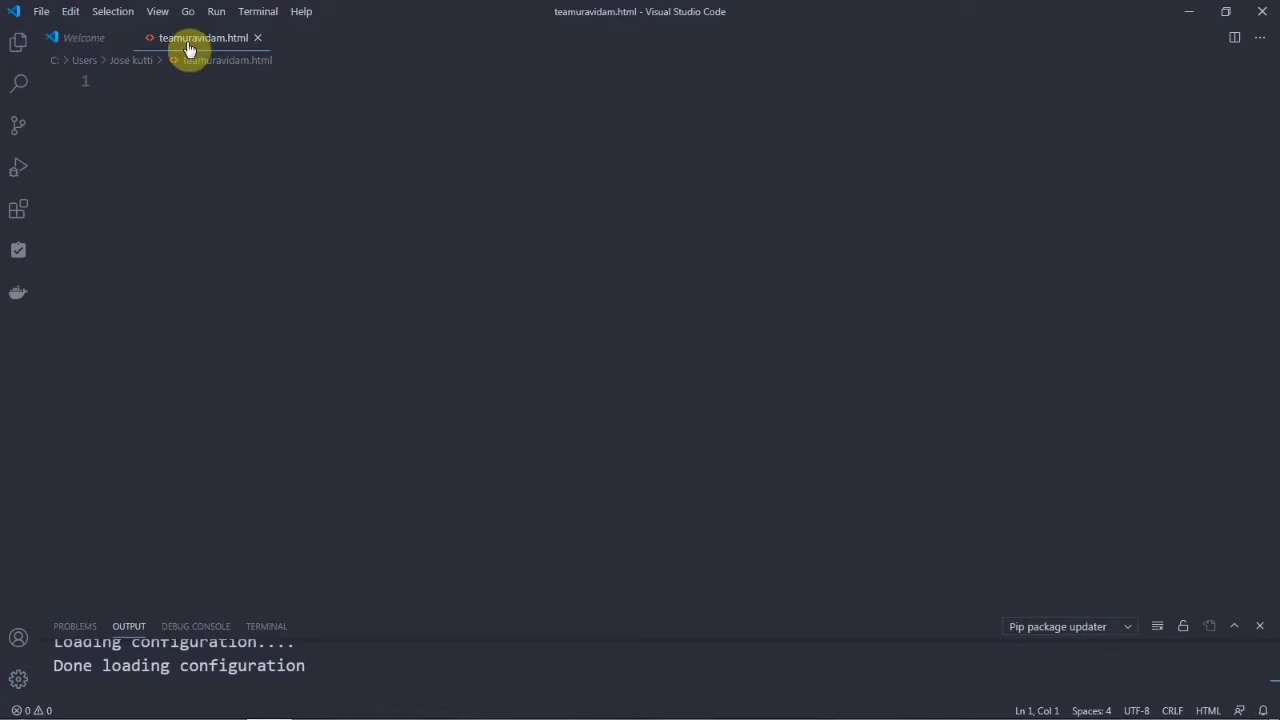 File Edit Selection View Go Run Terminal Help
teamuravidam.html - Visual Studio Code
Welcome
teamuravidam.html
C: > Users > Jose kutti > teamuravidam.html
1
PROBLEMS OUTPUT DEBUG CONSOLE TERMINAL
Pip package updater
Loading configuration....
Done loading configuration
0 0
Ln 1, Col 1 Spaces: 4 UTF-8 CRLF HTML